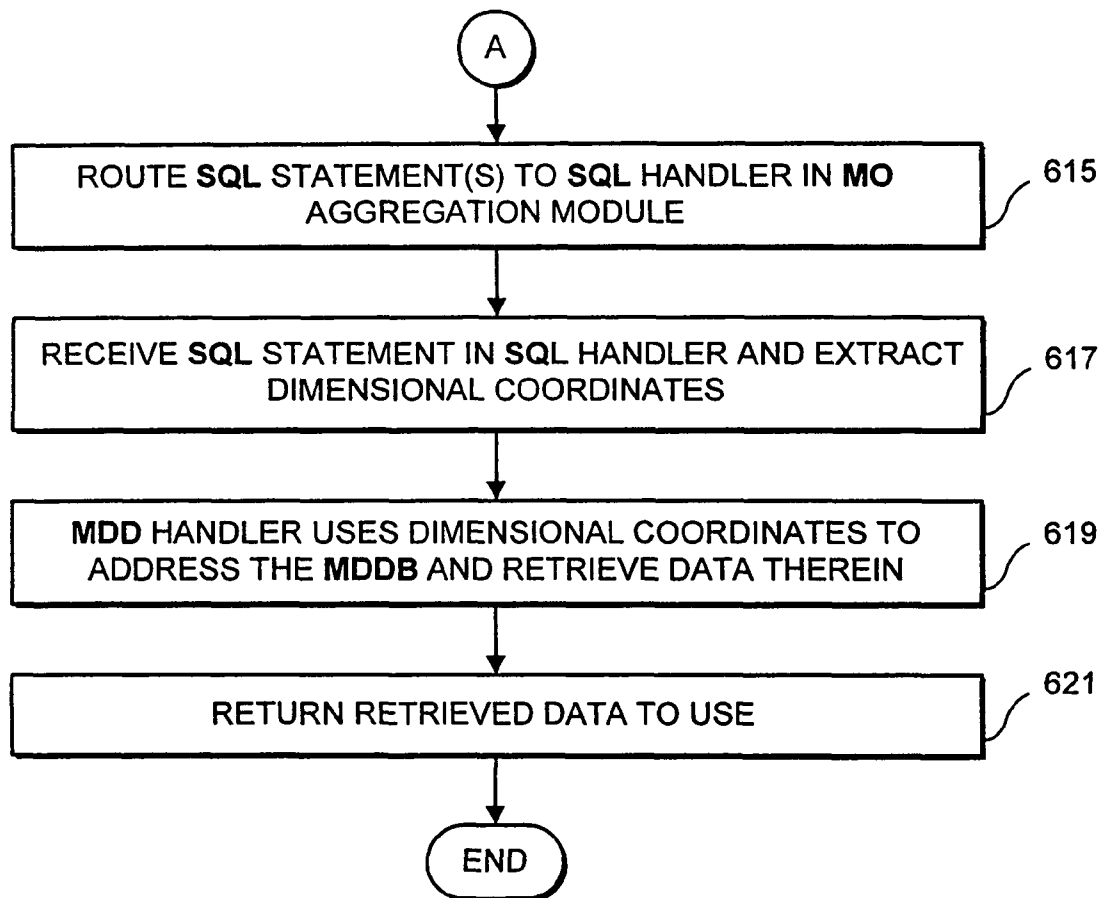 A
ROUTE SQL STATEMENT(S) TO SQL HANDLER IN MO
AGGREGATION MODULE
615
RECEIVE SQL STATEMENT IN SQL HANDLER AND EXTRACT
DIMENSIONAL COORDINATES
617
MDD HANDLER USES DIMENSIONAL COORDINATES TO
ADDRESS THE MDDB AND RETRIEVE DATA THEREIN
619
RETURN RETRIEVED DATA TO USE
621
END